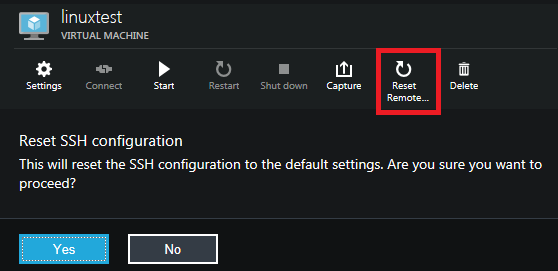 linuxtest
VIRTUAL MACHINE
Settings Connect Start Restart Shut down Capture Reset Remote... Delete
Reset SSH configuration
This will reset the SSH configuration to the default settings. Are you sure you want to
proceed?
Yes No